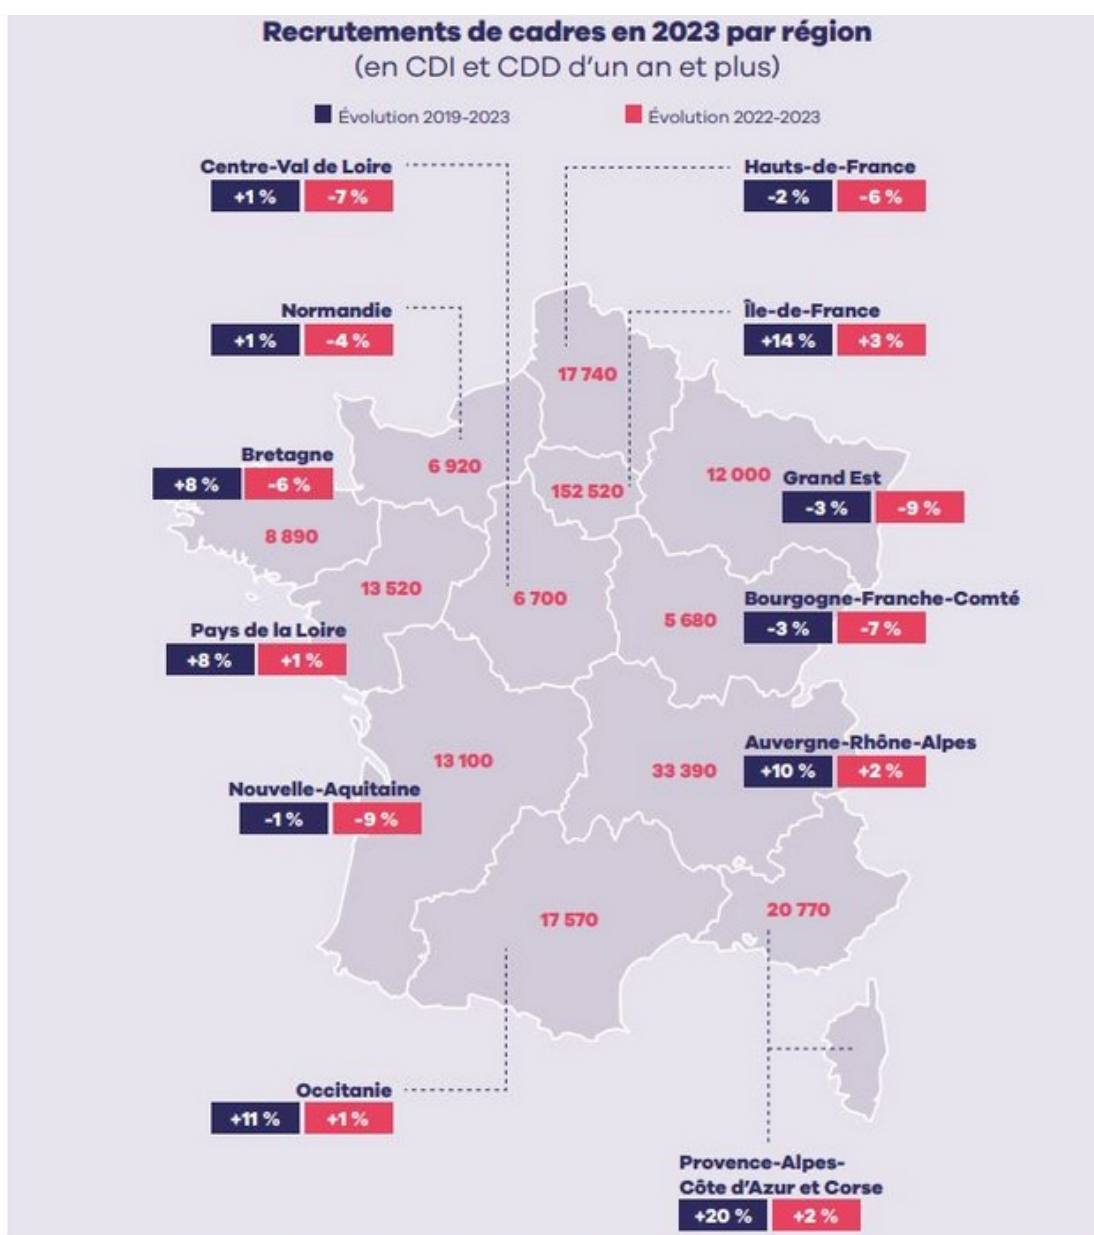 Recrutements de cadres en 2023 par région
(en CDI et CDD d'un an et plus)
Évolution 2019-2023
Évolution 2022-2023
Centre-Val de Loire
+1 %
-7 %
Hauts-de-France
-2 %
-6 %
Normandie
+1 %
-4 %
Île-de-France
+14 %
+3 %
17 740
Bretagne
+8 %
-6 %
6 920
152 520
12 000
Grand Est
-3 %
-9 %
8 890
13 520
6 700
5 680
Bourgogne-Franche-Comté
-3 %
-7 %
Pays de la Loire
+8 %
+1 %
13 100
33 390
Auvergne-Rhône-Alpes
+10 %
+2 %
Nouvelle-Aquitaine
-1 %
-9 %
17 570
20 770
Occitanie
+11 %
+1 %
Provence-Alpes-
Côte d'Azur et Corse
+20 %
+2 %